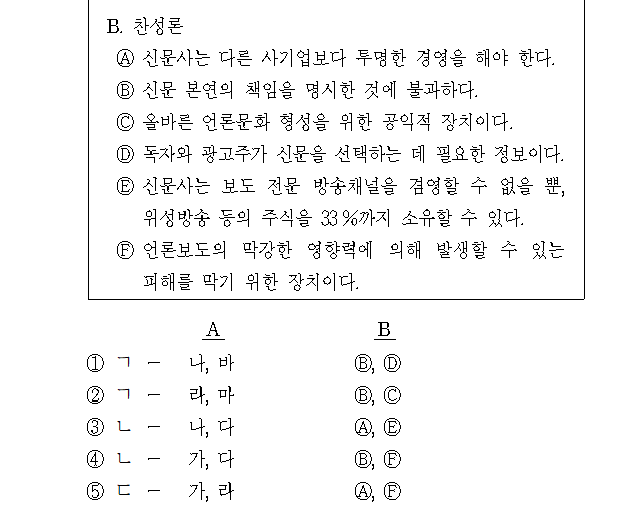 B. 찬성론
Ⓐ 신문사는 다른 사기업보다 투명한 경영을 해야 한다.
Ⓑ 신문 본연의 책임을 명시한 것에 불과하다.
Ⓒ 올바른 언론문화 형성을 위한 공익적 장치이다.
Ⓓ 독자와 광고주가 신문을 선택하는 데 필요한 정보이다.
Ⓔ 신문사는 보도 전문 방송채널을 겸영할 수 없을 뿐,
위성방송 등의 주식을 33%까지 소유할 수 있다.
Ⓕ 언론보도의 막강한 영향력에 의해 발생할 수 있는
피해를 막기 위한 장치이다.
A B
① ㄱ - 나, 바 Ⓑ, Ⓓ
② ㄱ - 라, 마 Ⓑ, Ⓒ
③ ㄴ - 나, 다 Ⓐ, Ⓔ
④ ㄴ - 가, 다 Ⓑ, Ⓕ
⑤ ㄷ - 가, 라 Ⓐ, Ⓕ